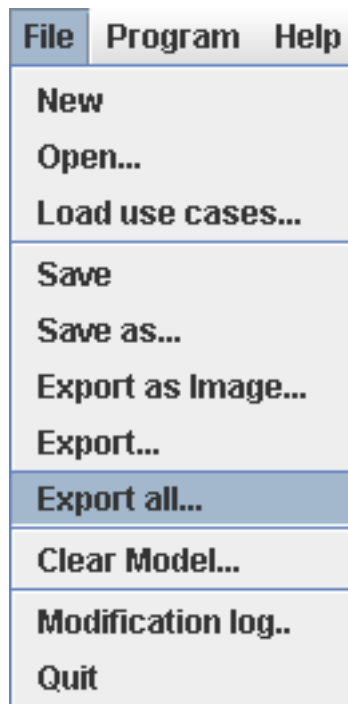 File Program Help
New
Open...
Load use cases...
Save
Save as...
Export as Image...
Export...
Export all...
Clear Model...
Modification log..
Quit